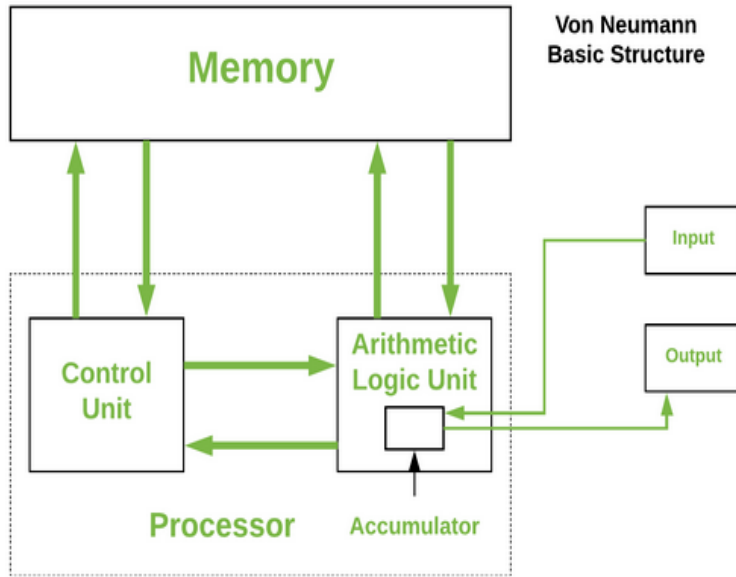 Von Neumann
Basic Structure
Memory
Input
Output
Control
Unit
Arithmetic
Logic Unit
Processor
Accumulator